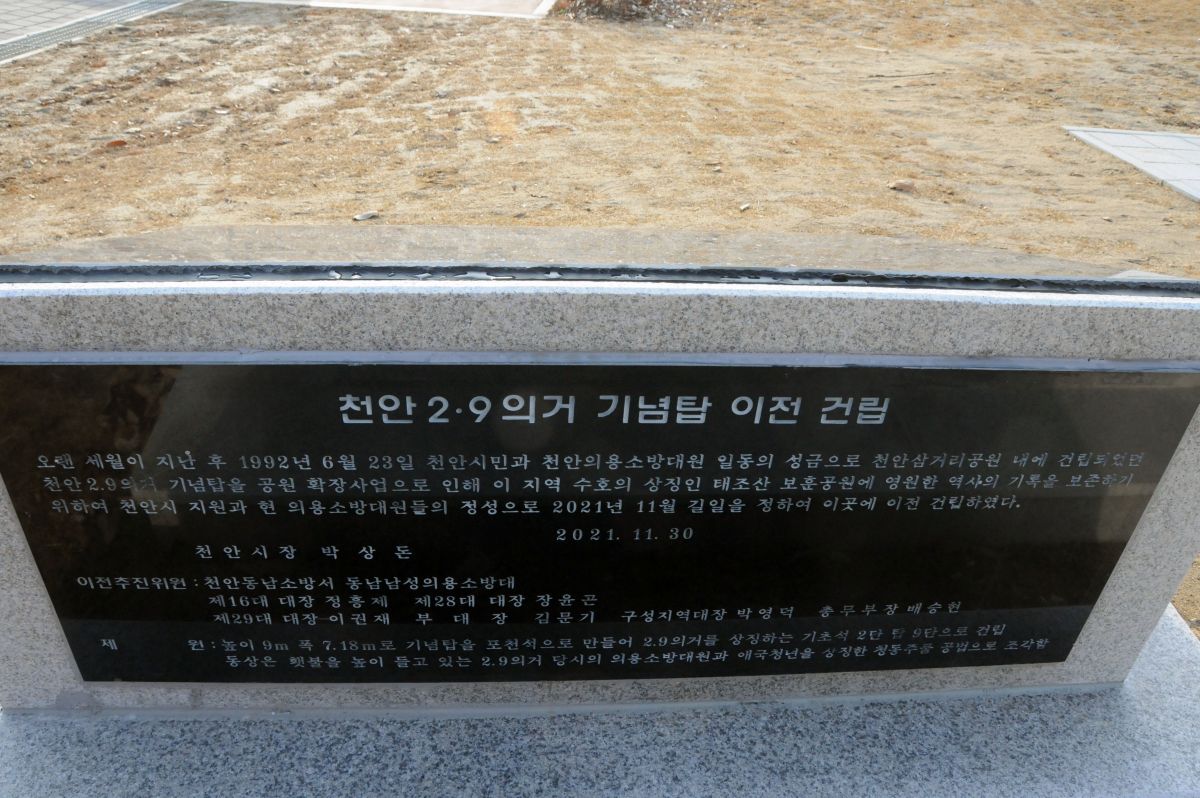 천안 2·9의거 기념탑 이전 건립
오랜 세월이 지난 후 1992년 6월 23일 천안시민과 천안의용소방대원 일동의 성금으로 천안삼거리공원 내에 건립되었던
천안2.9의거 기념탑을 공원 확장사업으로 인해 이 지역 수호의 상징인 태조산 보훈공원에 영원한 역사의 기록을 보존하기
위하여 천안시 지원과 현 의용소방대원들의 정성으로 2021년 11월 길일을 정하여 이곳에 이전 건립하였다.
2021. 11. 30
천안시장 박상돈
이전추진위원 : 천안동남소방서 동남남성의용소방대
제16대 대장 정흥제 제28대 대장 장윤곤
제29대 대장 이권재 부 대 장 김문기 구성지역대장 박영덕 총무부장 배승현
제 원 : 높이 9m 폭 7.18m로 기념탑을 포천석으로 만들어 2.9의거를 상징하는 기초석 2단 탑 9단으로 건립
동상은 횃불을 높이 들고 있는 2.9의거 당시의 의용소방대원과 애국청년을 상징한 청동주물 공법으로 조각함